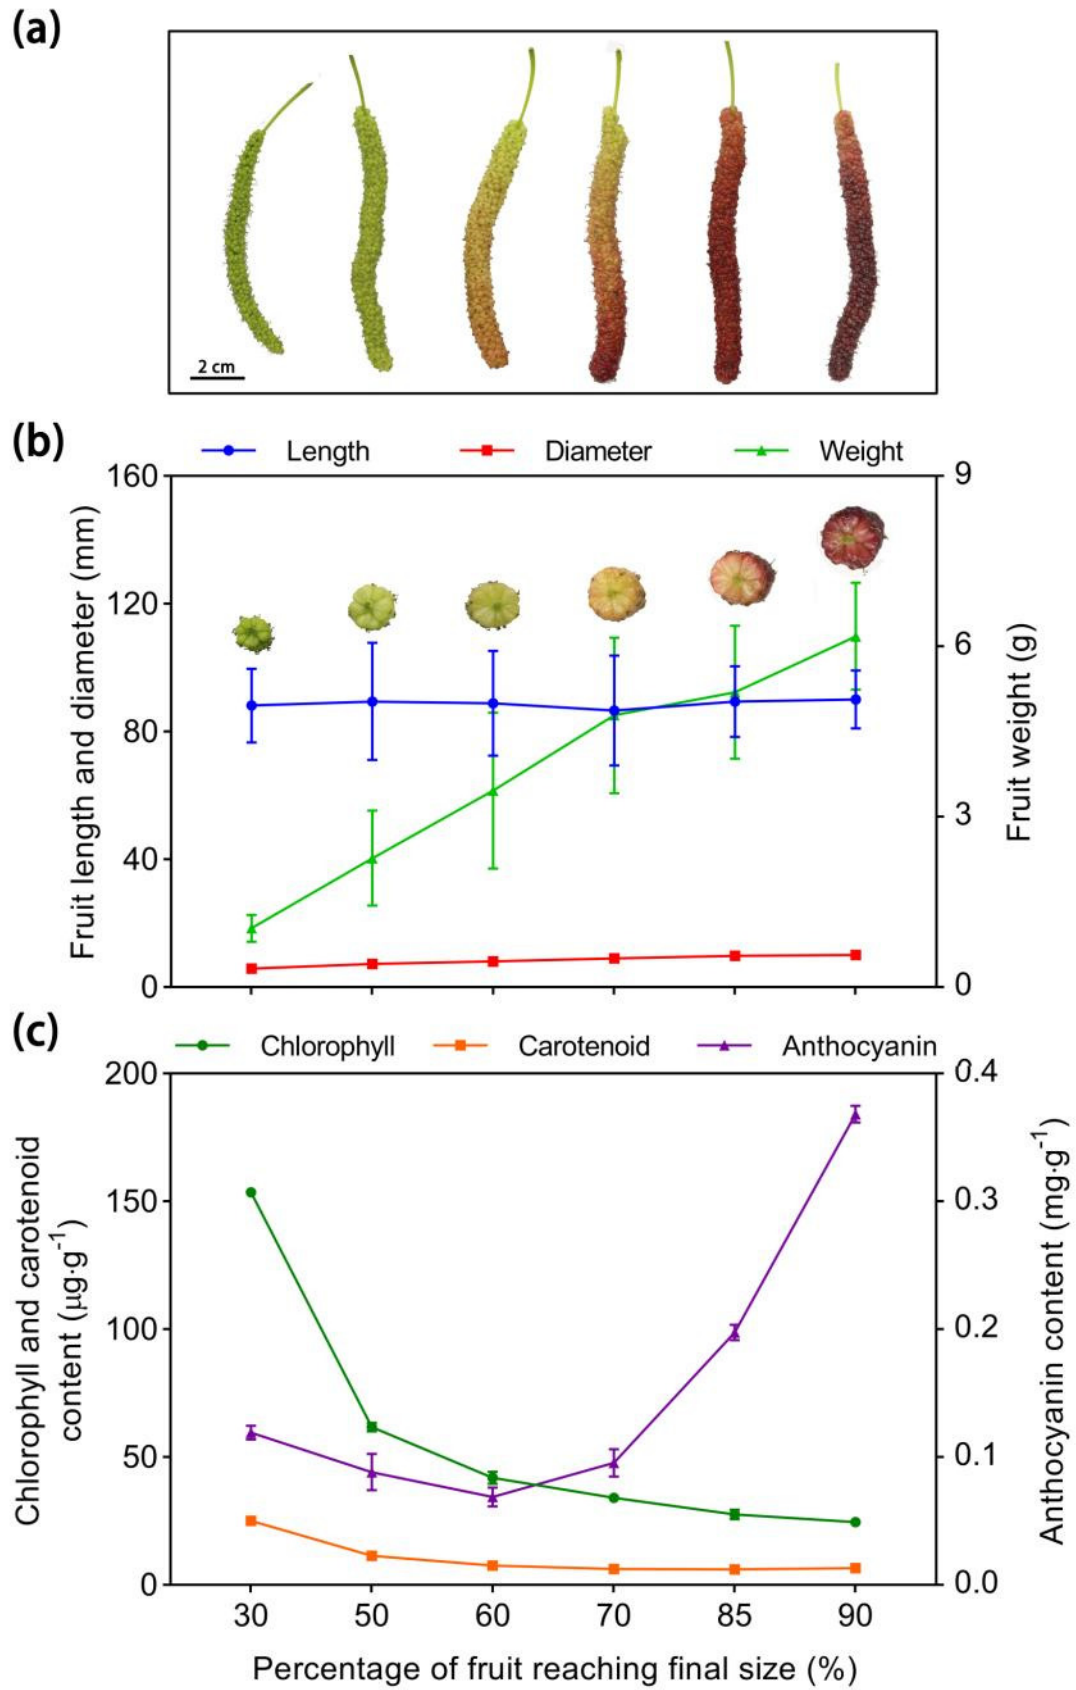 (a)
2 cm
(b)
Length Diameter Weight
160
120
80
40
0
Fruit length and diameter (mm)
9
6
3
0
Fruit weight (g)
(c)
Chlorophyll Carotenoid Anthocyanin
200
150
100
50
0
Chlorophyll and carotenoid
content (μg·g⁻¹)
0.4
0.3
0.2
0.1
0.0
Anthocyanin content (mg·g⁻¹)
30 50 60 70 85 90
Percentage of fruit reaching final size (%)